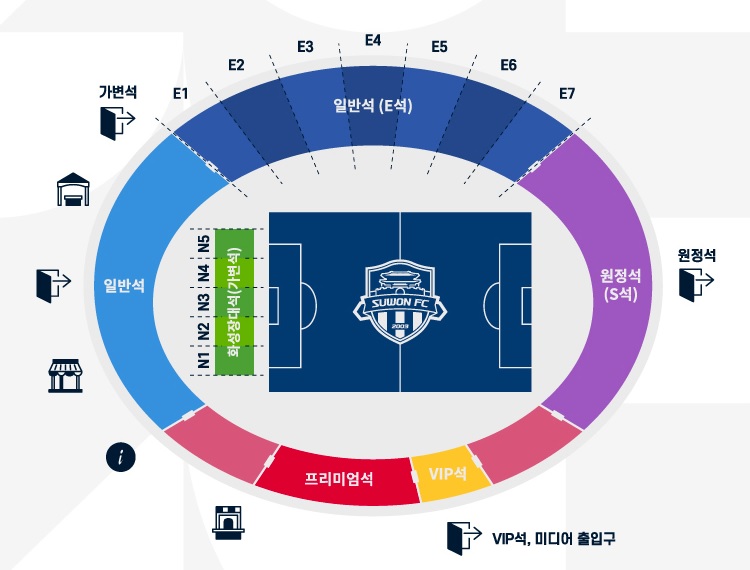 E4
E3
E5
E2
E6
가변석
E1
E7
일반석 (E석)
N5
N4
N3
N2
N1
화성장대석(가변석)
일반석
SUWON FC
2003
원정석
(S석)
원정석
프리미엄석
VIP석
i
VIP석, 미디어 출입구